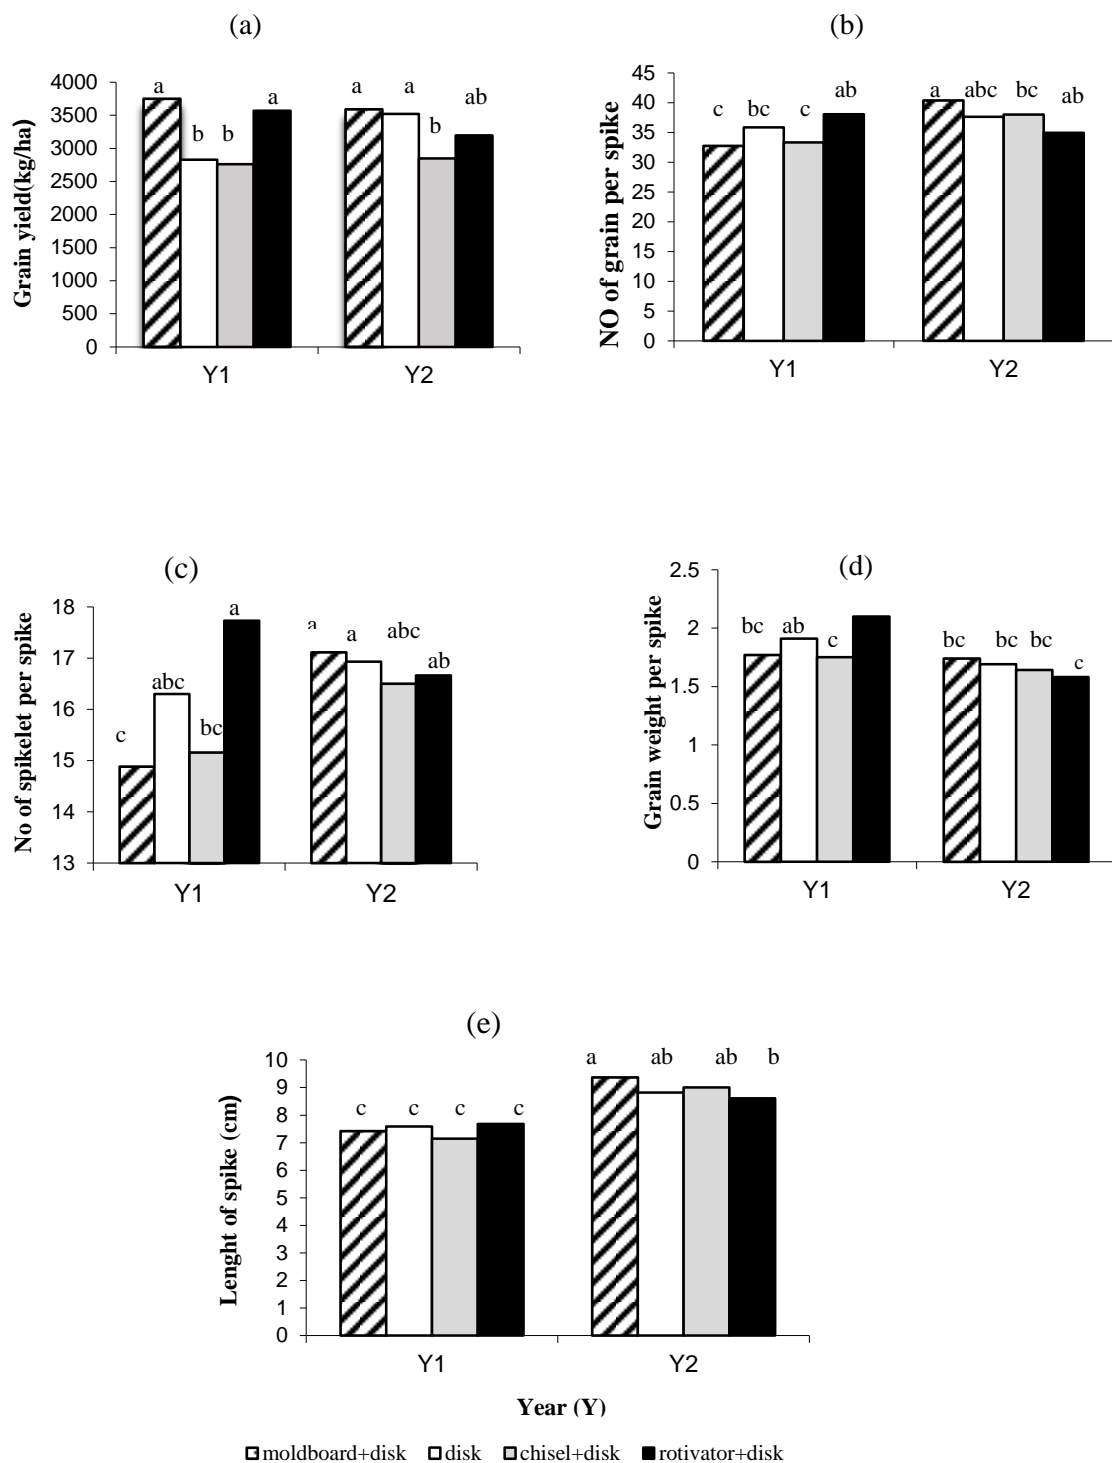 (a)
4000
3500
3000
2500
2000
1500
1000
500
0
Grain yield(kg/ha)
a b b a a a b ab
Y1 Y2
(b)
45
40
35
30
25
20
15
10
5
0
NO of grain per spike
c bc c ab a abc bc ab
Y1 Y2
(c)
18
17
16
15
14
13
No of spikelet per spike
c abc bc a a a abc ab
Y1 Y2
(d)
2.5
2
1.5
1
0.5
0
Grain weight per spike
bc ab c bc bc bc c
Y1 Y2
(e)
10
9
8
7
6
5
4
3
2
1
0
Lenght of spike (cm)
c c c c a ab ab b
Y1 Y2
Year (Y)
moldboard+disk disk chisel+disk rotivator+disk